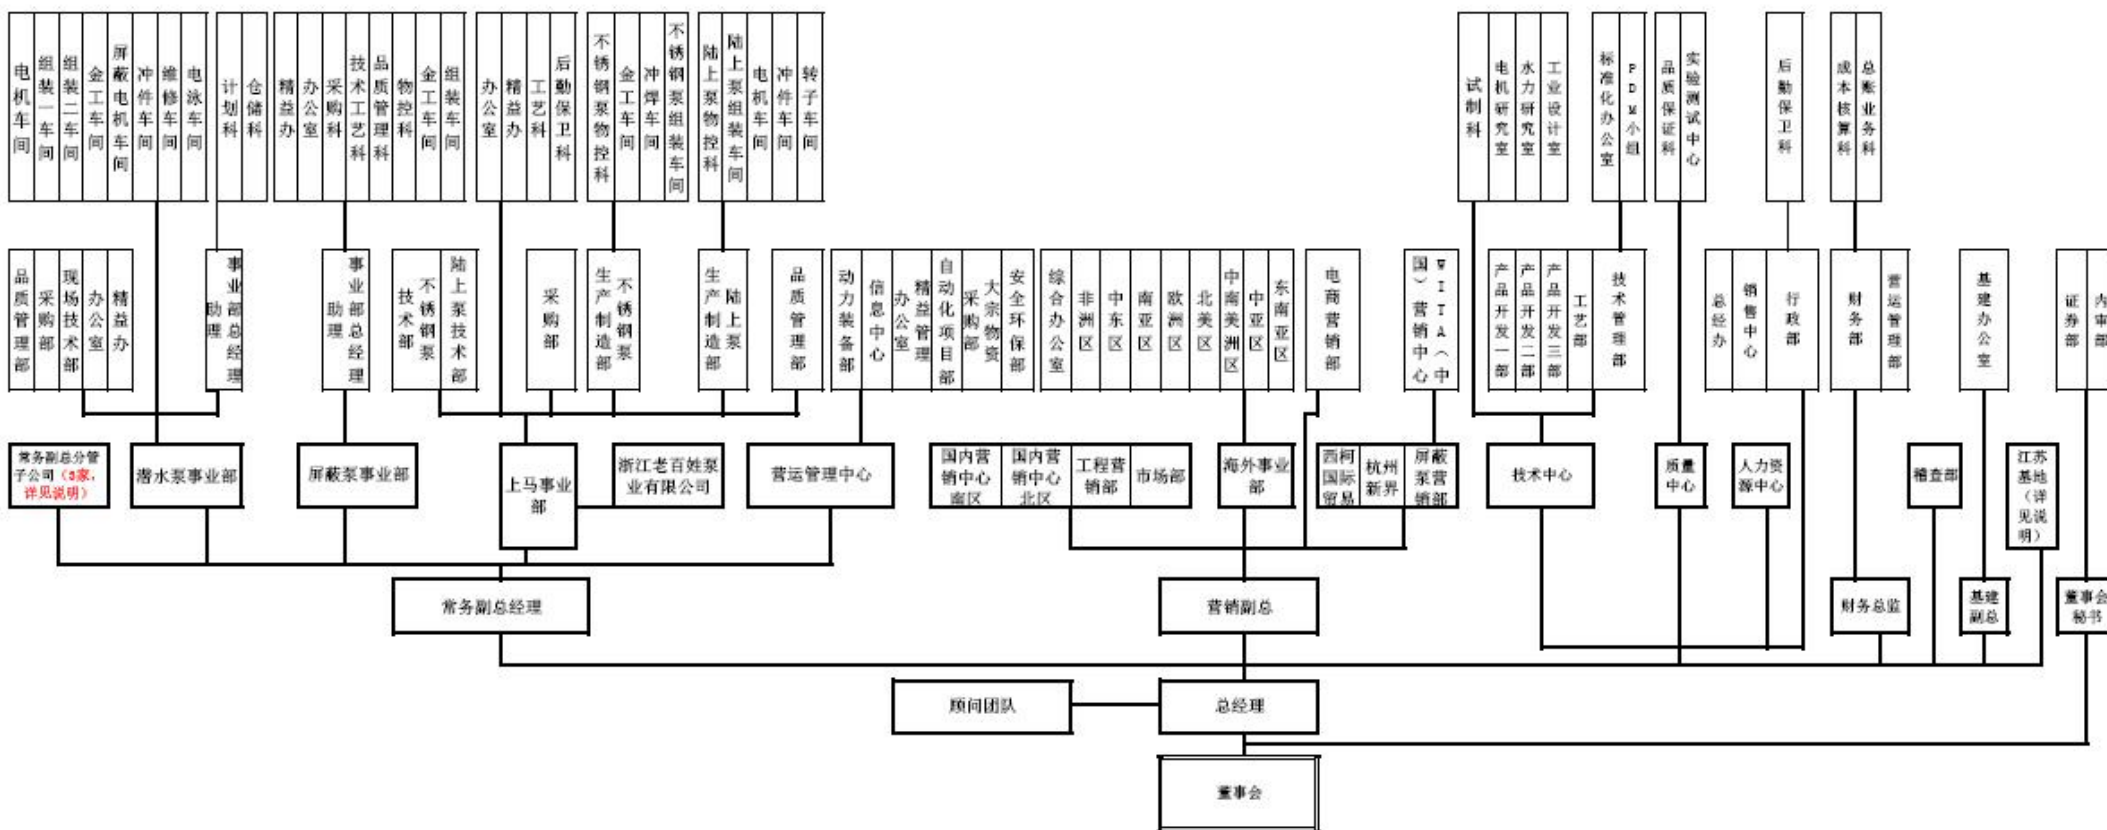 电机车间
组装一车间
组装二车间
金工车间
屏蔽电机车间
冲件车间
维修车间
电泳车间
计划科
仓储科
精益办
办公室
采购科
技术工艺科
品质管理科
物控科
金工车间
组装车间
办公室
精益办
工艺科
后勤保卫科
不锈钢泵物控科
金工车间
冲焊车间
不锈钢泵组装车间
陆上泵物控科
陆上泵组装车间
电机车间
冲件车间
转子车间
试制科
电机研究室
水力研究室
工业设计室
标准化办公室
PDM小组
品质保证科
实验测试中心
后勤保卫科
成本核算科
总账业务科
品质管理部
采购部
现场技术部
办公室
精益办
事业部总经理
助理
事业部总经理
助理
不锈钢泵
技术部
陆上泵技术部
采购部
不锈钢泵
生产制造部
陆上泵
生产制造部
品质管理部
动力装备部
信息中心
精益管理
办公室
自动化项目部
大宗物资
采购部
安全环保部
综合办公室
非洲区
中东区
南亚区
欧洲区
北美区
中南美洲区
中亚区
东南亚区
电商营销部
WITA(中
国)营销中心
产品开发一部
产品开发二部
产品开发三部
工艺部
技术管理部
总经办
销售中心
行政部
财务部
营运管理部
基建办公室
证券部
内审部
常务副总分管
子公司(5家,
详见说明)
潜水泵事业部
屏蔽泵事业部
上马事业
部
浙江老百姓泵
业有限公司
营运管理中心
国内营
销中心
南区
国内营
销中心
北区
工程营
销部
市场部
海外事业
部
西柯
国际
贸易
杭州
新界
屏蔽
泵营
销部
技术中心
质量
中心
人力资
源中心
稽查部
江苏
基地
(详
见说
明)
常务副总经理
营销副总
财务总监
基建
副总
董事会
秘书
顾问团队
总经理
董事会